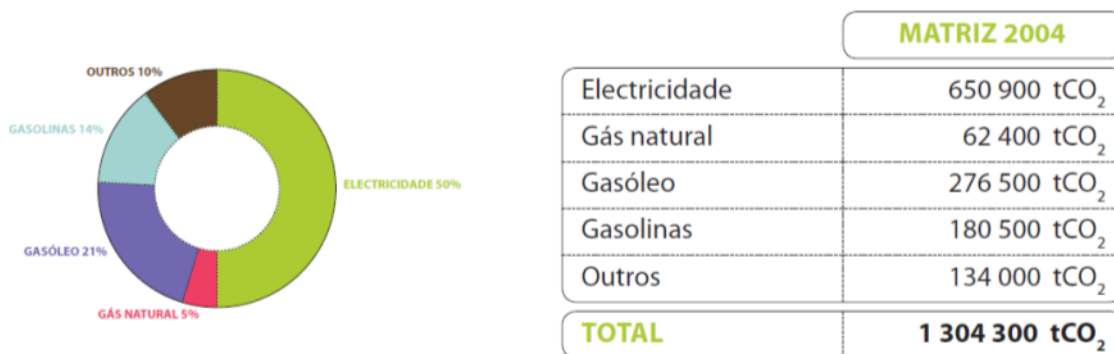 OUTROS 10%
GASOLINAS 14%
ELECTRICIDADE 50%
GASÓLEO 21%
GÁS NATURAL 5%
MATRIZ 2004
Electricidade 650 900 tCO₂
Gás natural 62 400 tCO₂
Gasóleo 276 500 tCO₂
Gasolinas 180 500 tCO₂
Outros 134 000 tCO₂
TOTAL 1 304 300 tCO₂